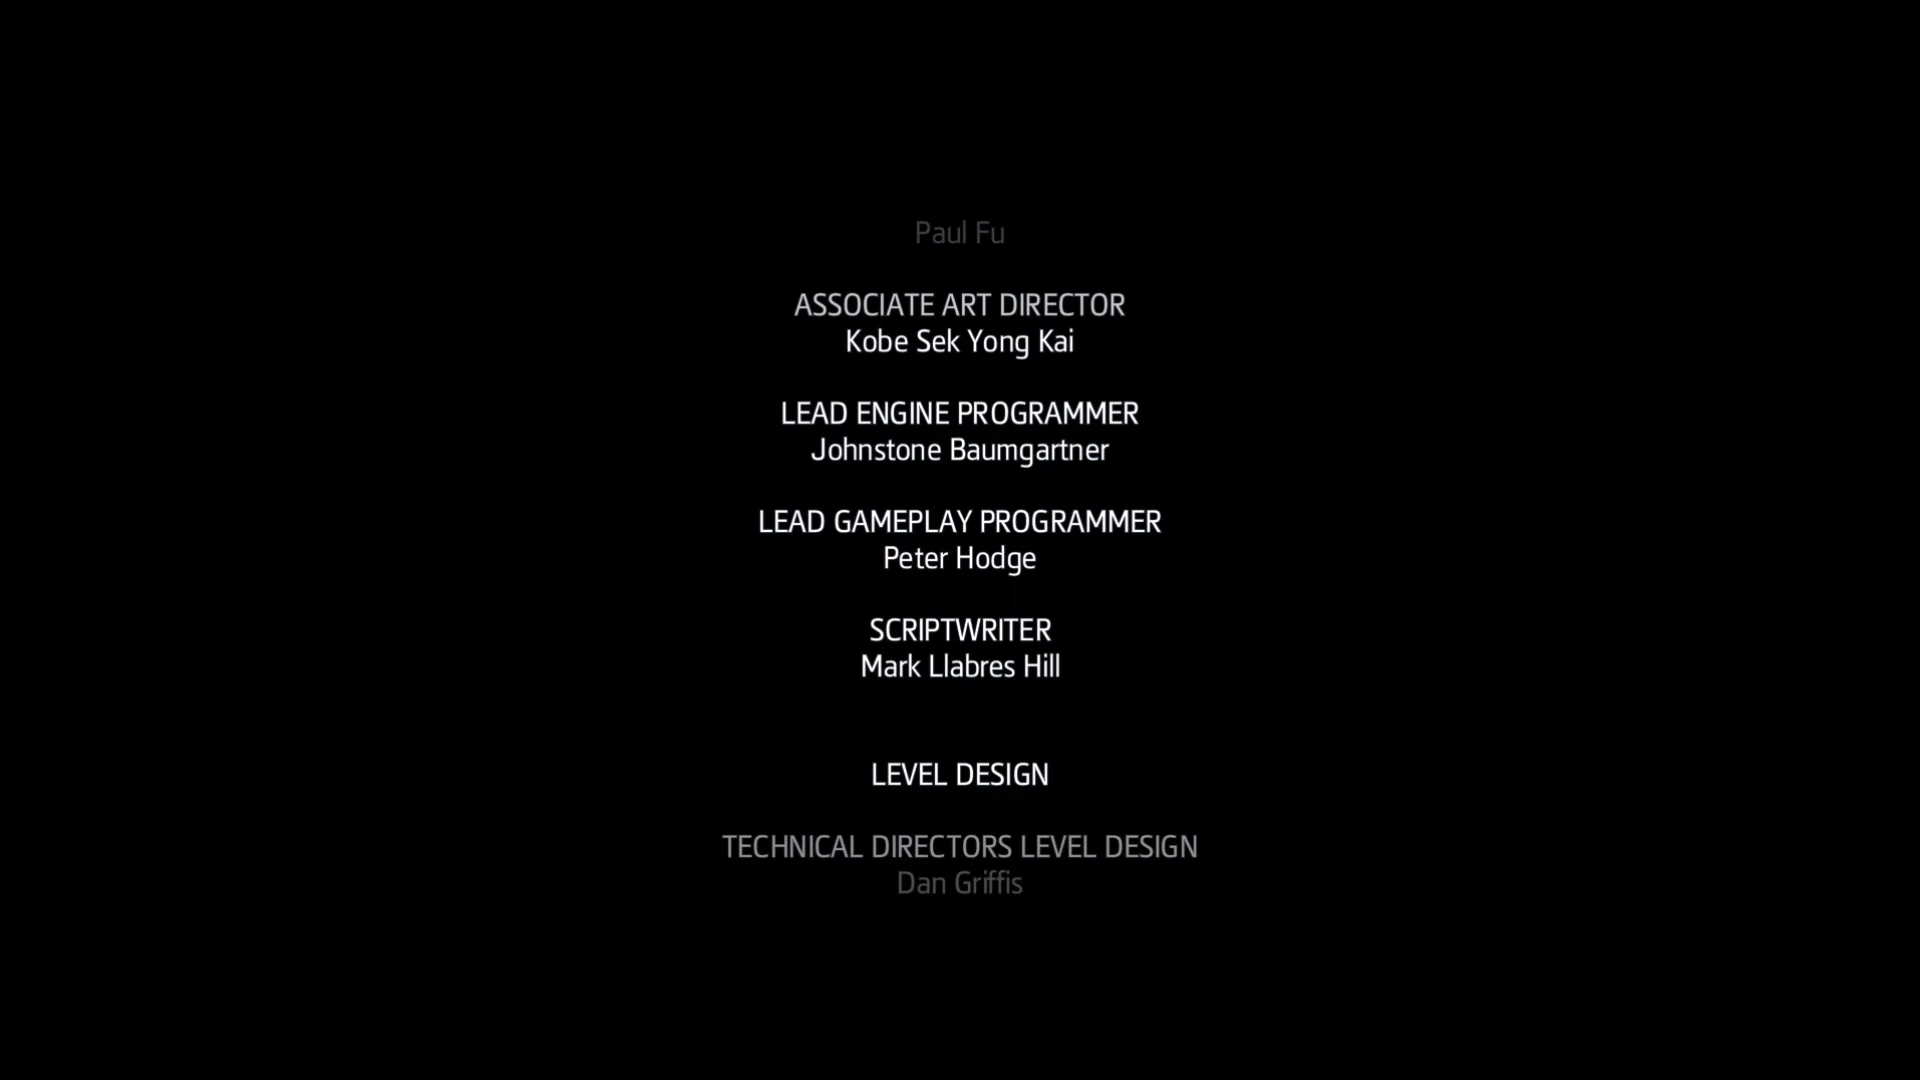 Paul Fu
ASSOCIATE ART DIRECTOR
Kobe Sek Yong Kai
LEAD ENGINE PROGRAMMER
Johnstone Baumgartner
LEAD GAMEPLAY PROGRAMMER
Peter Hodge
SCRIPTWRITER
Mark Llabres Hill
LEVEL DESIGN
TECHNICAL DIRECTORS LEVEL DESIGN
Dan Griffis